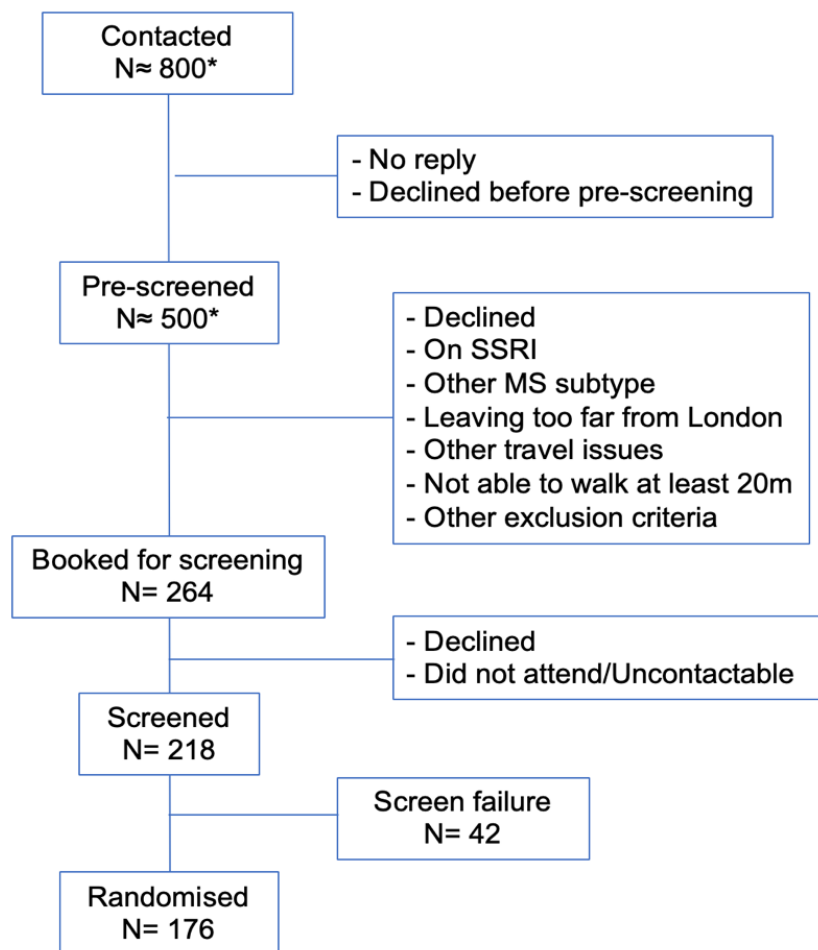 Contacted
N≈ 800*
- No reply
- Declined before pre-screening
Pre-screened
N≈ 500*
- Declined
- On SSRI
- Other MS subtype
- Leaving too far from London
- Other travel issues
- Not able to walk at least 20m
- Other exclusion criteria
Booked for screening
N= 264
- Declined
- Did not attend/Uncontactable
Screened
N= 218
Screen failure
N= 42
Randomised
N= 176